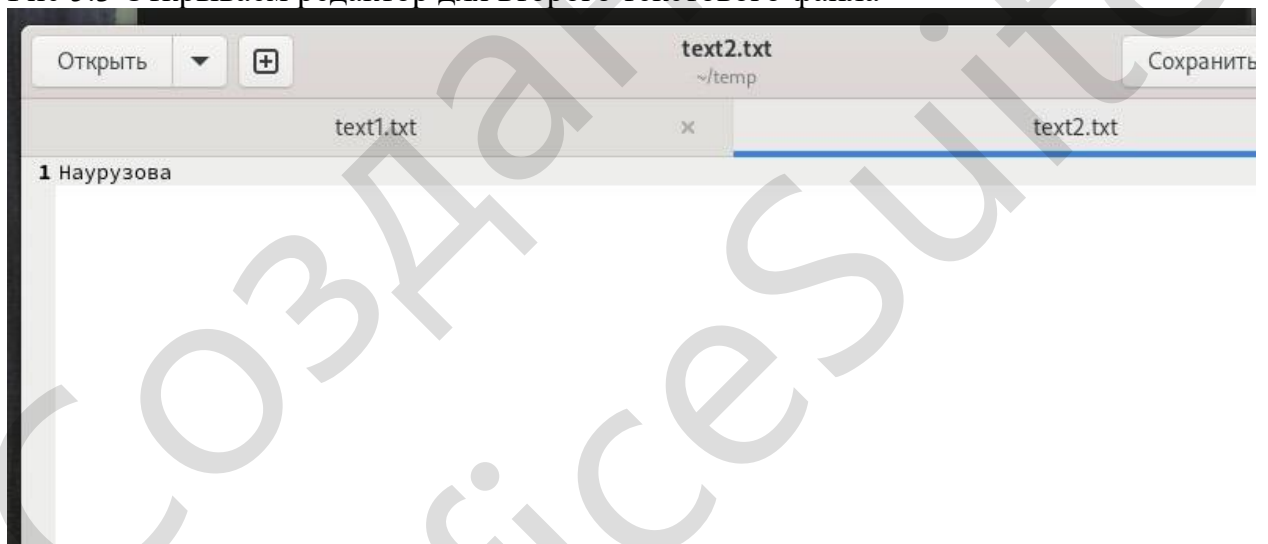 Открыть
text2.txt
~/temp
Сохранить
text1.txt
text2.txt
1 Наурузова